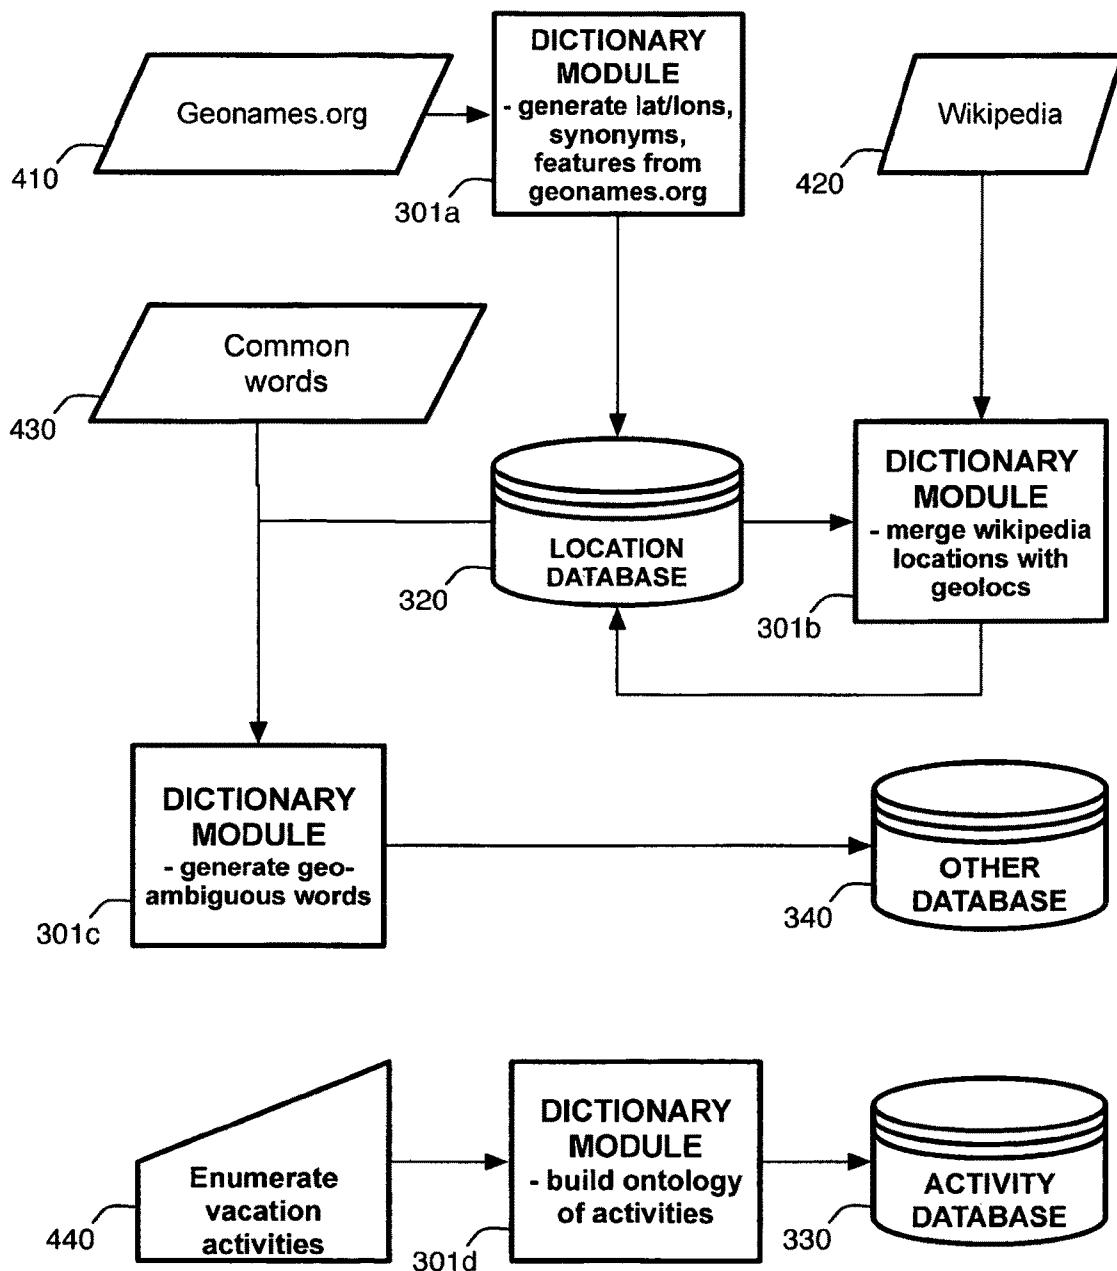 Geonames.org
410
DICTIONARY
MODULE
- generate lat/lons,
synonyms,
features from
geonames.org
301a
Wikipedia
420
Common
words
430
LOCATION
DATABASE
320
DICTIONARY
MODULE
- merge wikipedia
locations with
geolocs
301b
DICTIONARY
MODULE
- generate geo-
ambiguous words
301c
OTHER
DATABASE
340
Enumerate
vacation
activities
440
DICTIONARY
MODULE
- build ontology
of activities
301d
ACTIVITY
DATABASE
330